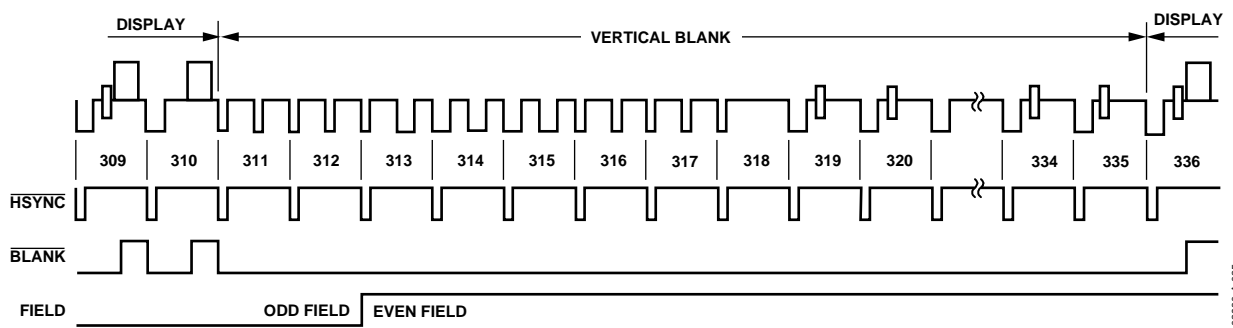 DISPLAY
VERTICAL BLANK
DISPLAY
309 310 311 312 313 314 315 316 317 318 319 320 334 335 336
HSYNC
BLANK
FIELD ODD FIELD EVEN FIELD